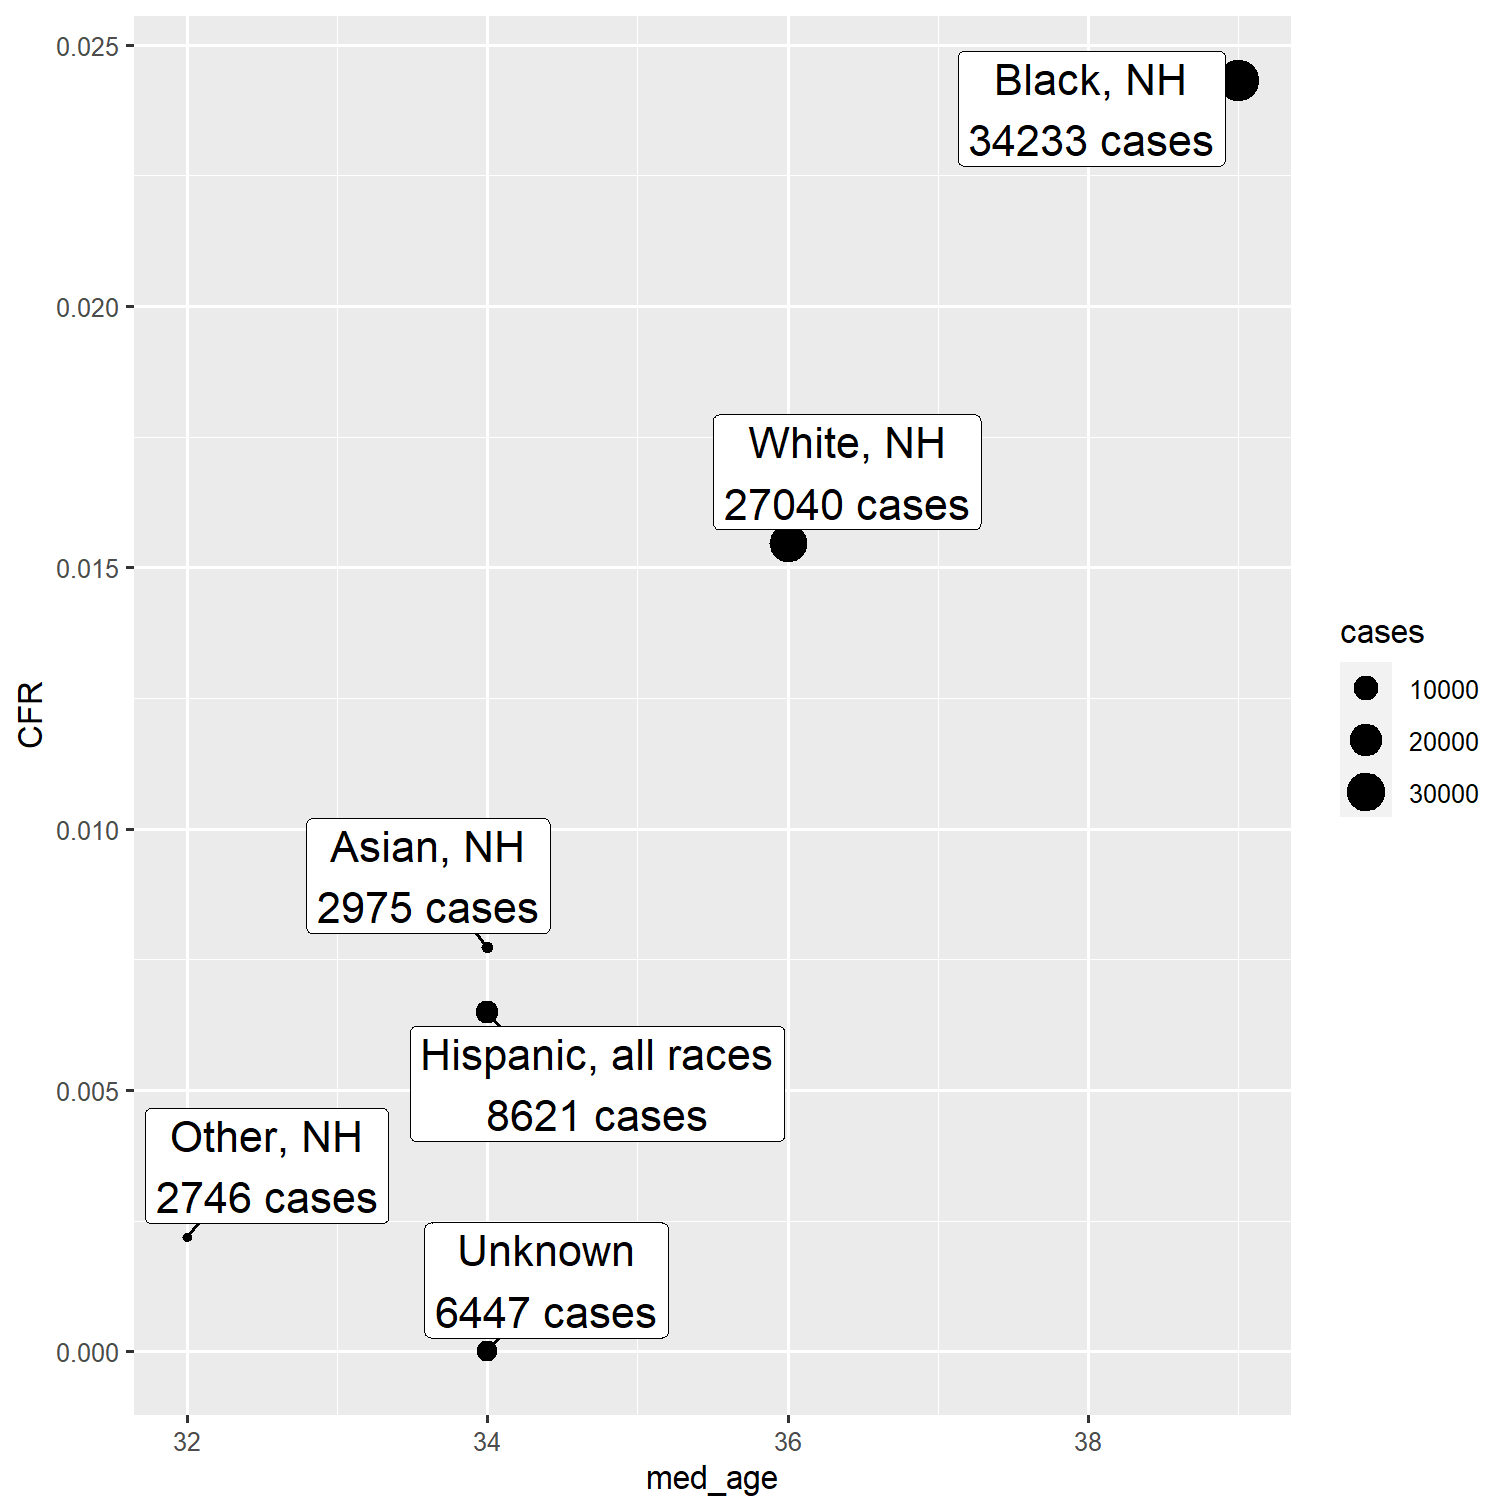 0.025
0.020
0.015
0.010
0.005
0.000
CFR
Black, NH
34233 cases
White, NH
27040 cases
Asian, NH
2975 cases
Hispanic, all races
8621 cases
Other, NH
2746 cases
Unknown
6447 cases
32
34
36
38
med_age
cases
10000
20000
30000